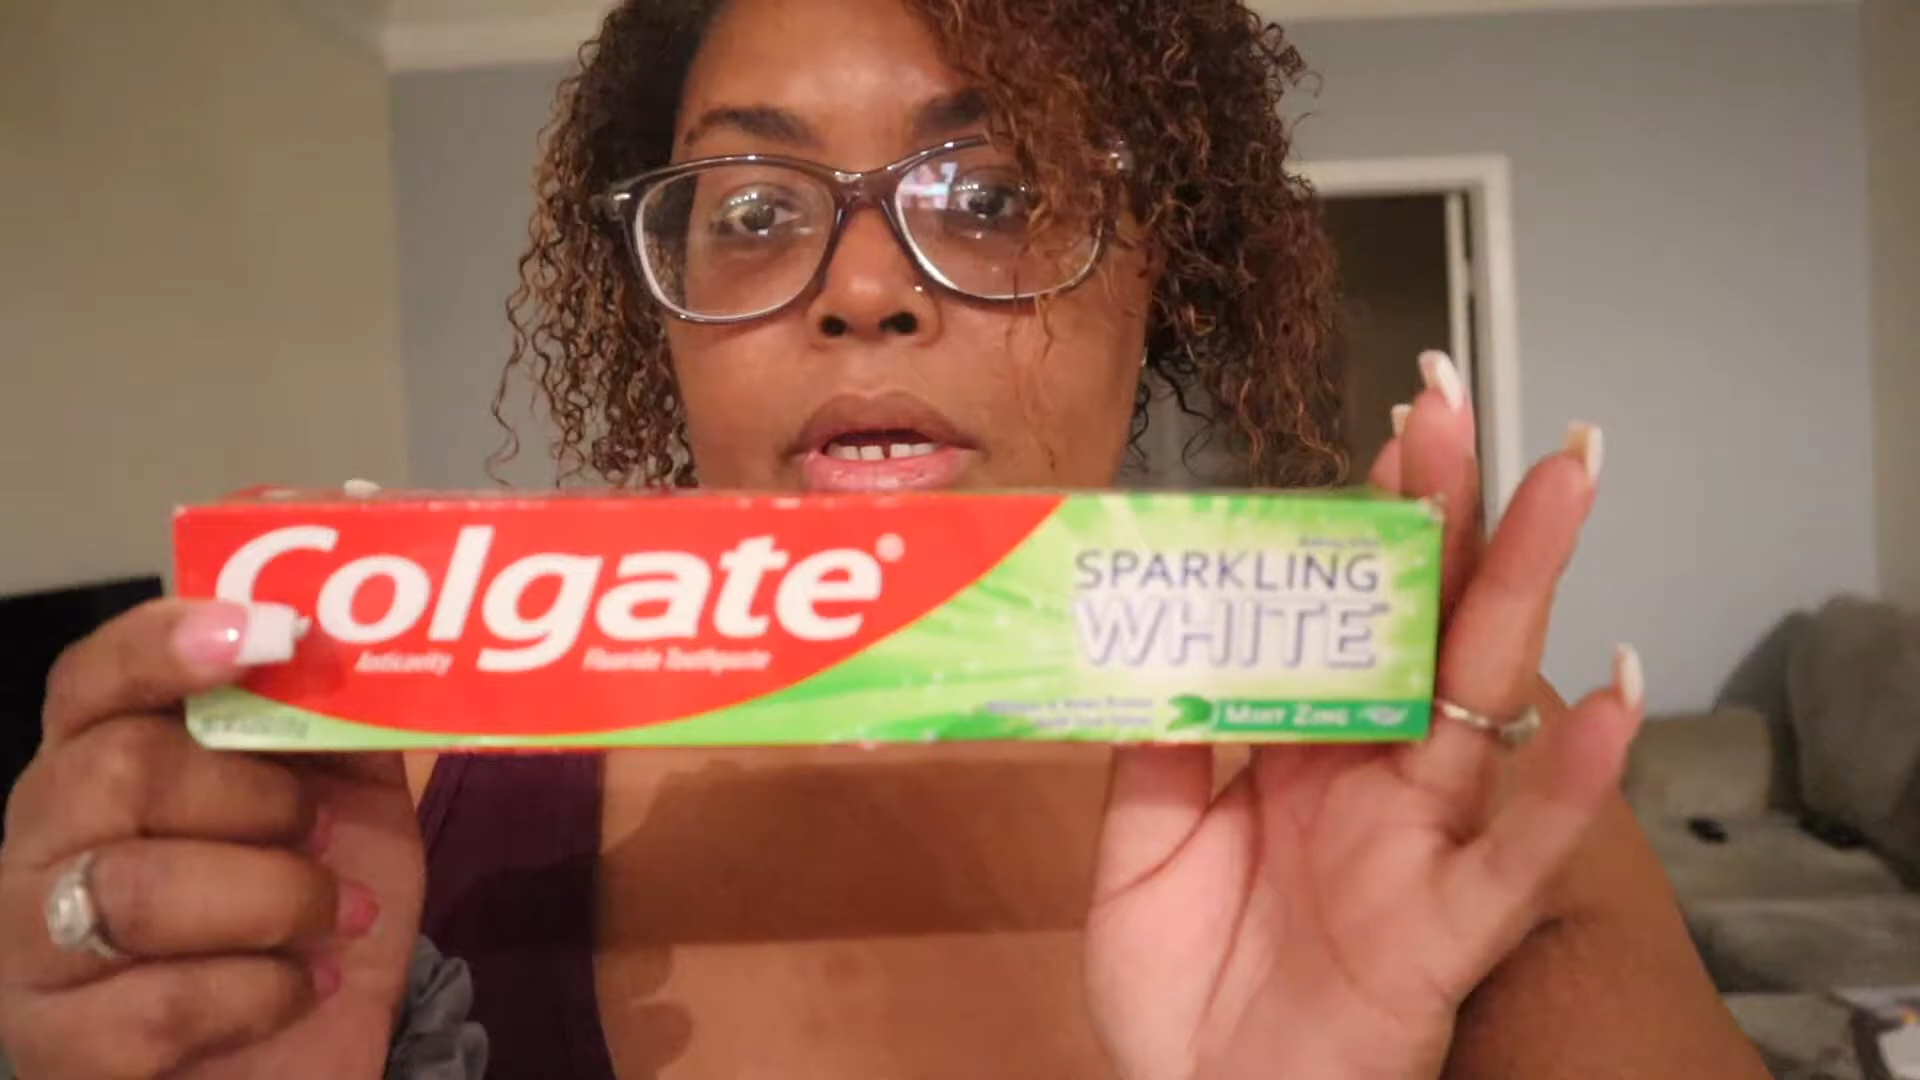 Colgate®
Anticavity Fluoride Toothpaste
SPARKLING
WHITE
MINT ZING